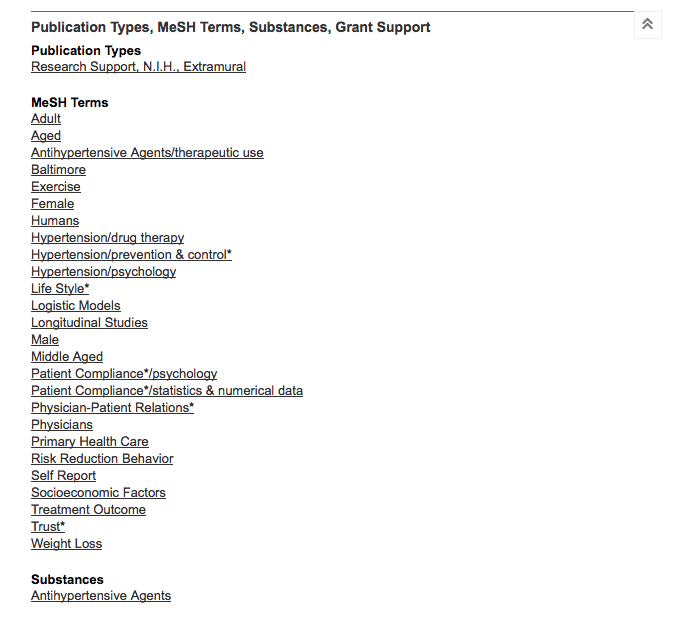 Publication Types, MeSH Terms, Substances, Grant Support
Publication Types
Research Support, N.I.H., Extramural
MeSH Terms
Adult
Aged
Antihypertensive Agents/therapeutic use
Baltimore
Exercise
Female
Humans
Hypertension/drug therapy
Hypertension/prevention & control*
Hypertension/psychology
Life Style*
Logistic Models
Longitudinal Studies
Male
Middle Aged
Patient Compliance*/psychology
Patient Compliance*/statistics & numerical data
Physician-Patient Relations*
Physicians
Primary Health Care
Risk Reduction Behavior
Self Report
Socioeconomic Factors
Treatment Outcome
Trust*
Weight Loss
Substances
Antihypertensive Agents